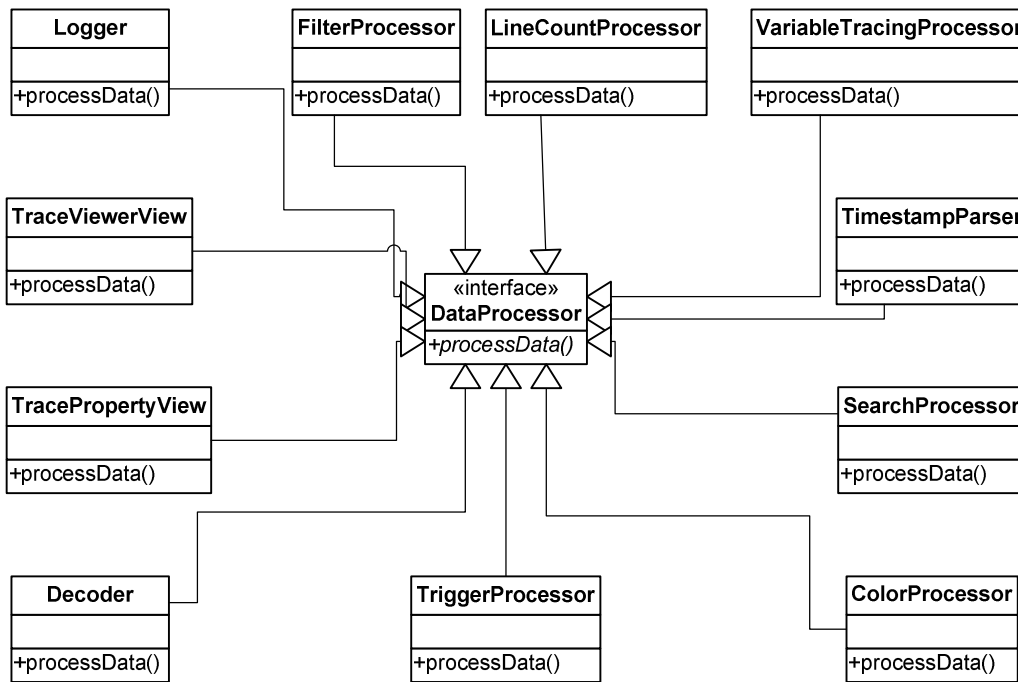 Logger
+processData()
FilterProcessor
+processData()
LineCountProcessor
+processData()
VariableTracingProcessor
+processData()
TraceViewerView
+processData()
«interface»
DataProcessor
+processData()
TimestampParser
+processData()
TracePropertyView
+processData()
SearchProcessor
+processData()
Decoder
+processData()
TriggerProcessor
+processData()
ColorProcessor
+processData()